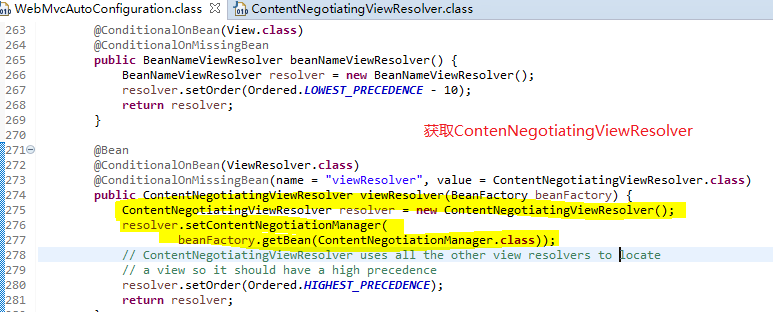 WebMvcAutoConfiguration.class ContentNegotiatingViewResolver.class
263 @ConditionalOnBean(View.class)
264 @ConditionalOnMissingBean
265 public BeanNameViewResolver beanNameViewResolver() {
266 BeanNameViewResolver resolver = new BeanNameViewResolver();
267 resolver.setOrder(Ordered.LOWEST_PRECEDENCE - 10);
268 return resolver;
269 }
270 获取ContenNegotiatingViewResolver
271 @Bean
272 @ConditionalOnBean(ViewResolver.class)
273 @ConditionalOnMissingBean(name = "viewResolver", value = ContentNegotiatingViewResolver.class)
274 public ContentNegotiatingViewResolver viewResolver(BeanFactory beanFactory) {
275 ContentNegotiatingViewResolver resolver = new ContentNegotiatingViewResolver();
276 resolver.setContentNegotiationManager(
277 beanFactory.getBean(ContentNegotiationManager.class));
278 // ContentNegotiatingViewResolver uses all the other view resolvers to locate
279 // a view so it should have a high precedence
280 resolver.setOrder(Ordered.HIGHEST_PRECEDENCE);
281 return resolver;
282 }